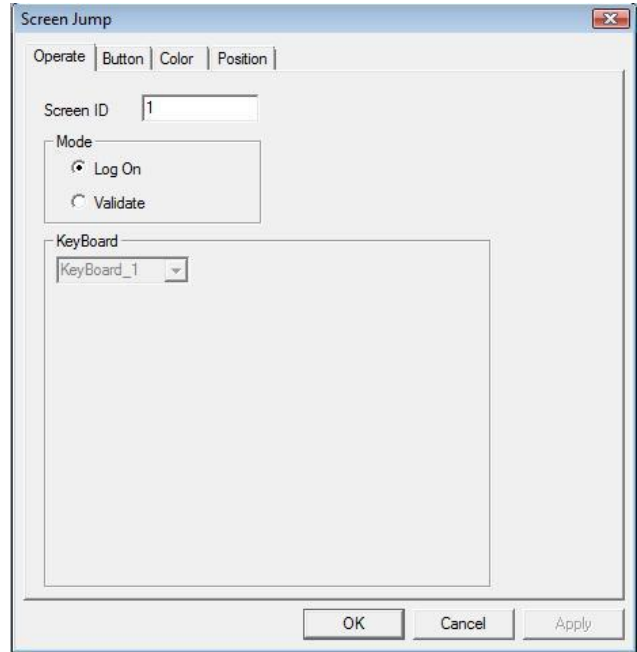 Screen Jump
Operate Button Color Position
Screen ID 1
Mode
Log On
Validate
KeyBoard
KeyBoard_1
OK Cancel Apply